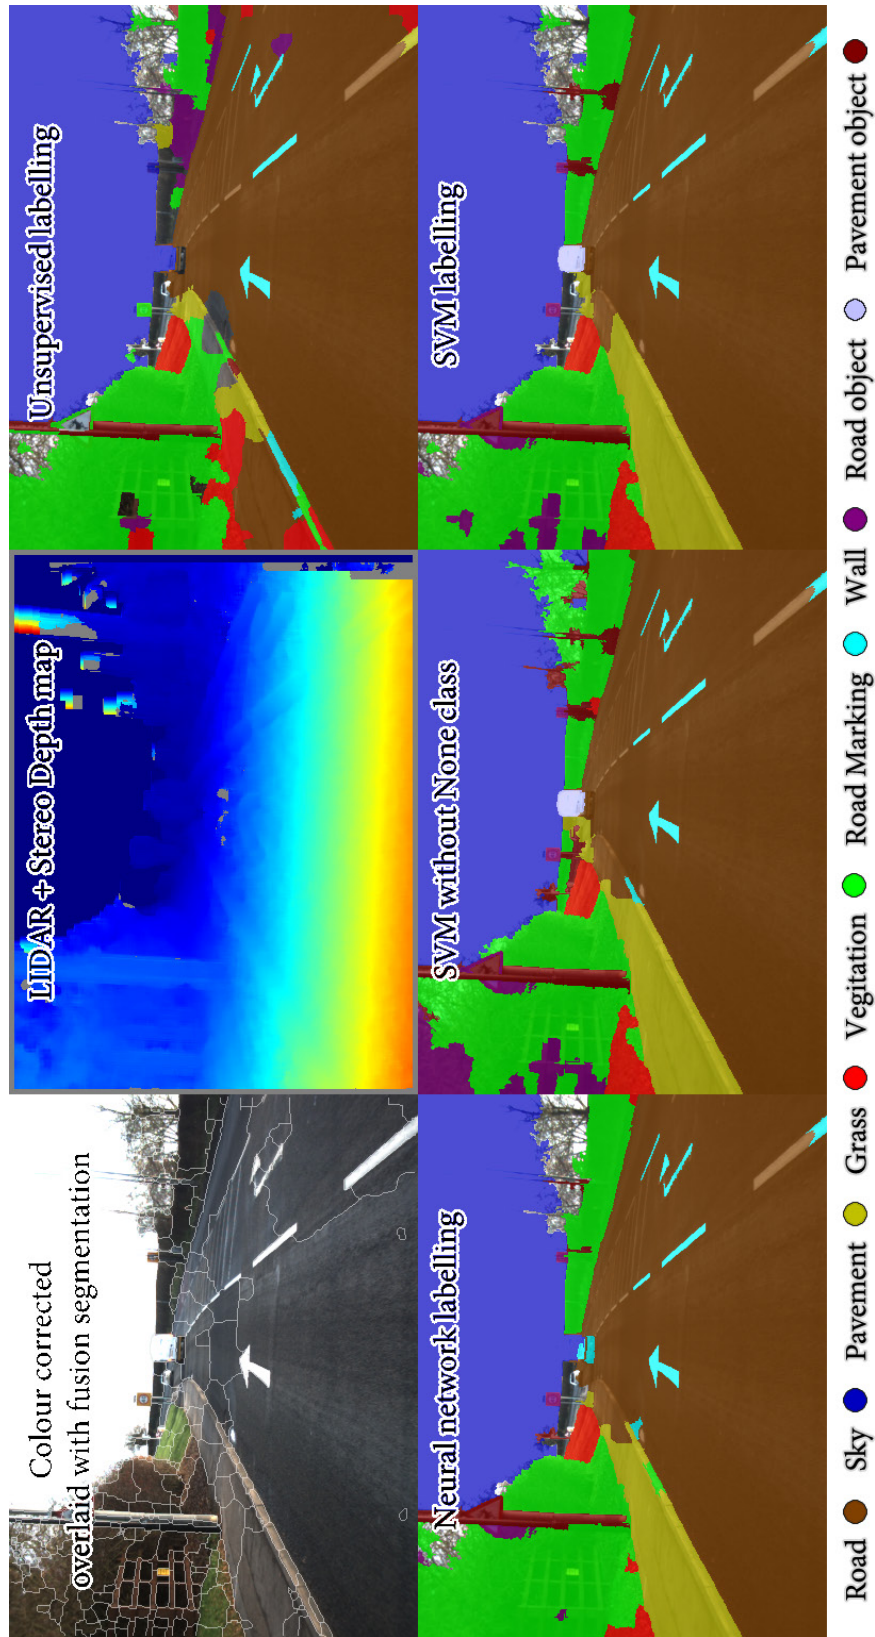 Colour corrected
overlaid with fusion segmentation
LIDAR + Stereo Depth map
Unsupervised labelling
Neural network labelling
SVM without None class
SVM labelling
Road
Sky
Pavement
Grass
Vegitation
Road Marking
Wall
Road object
Pavement object